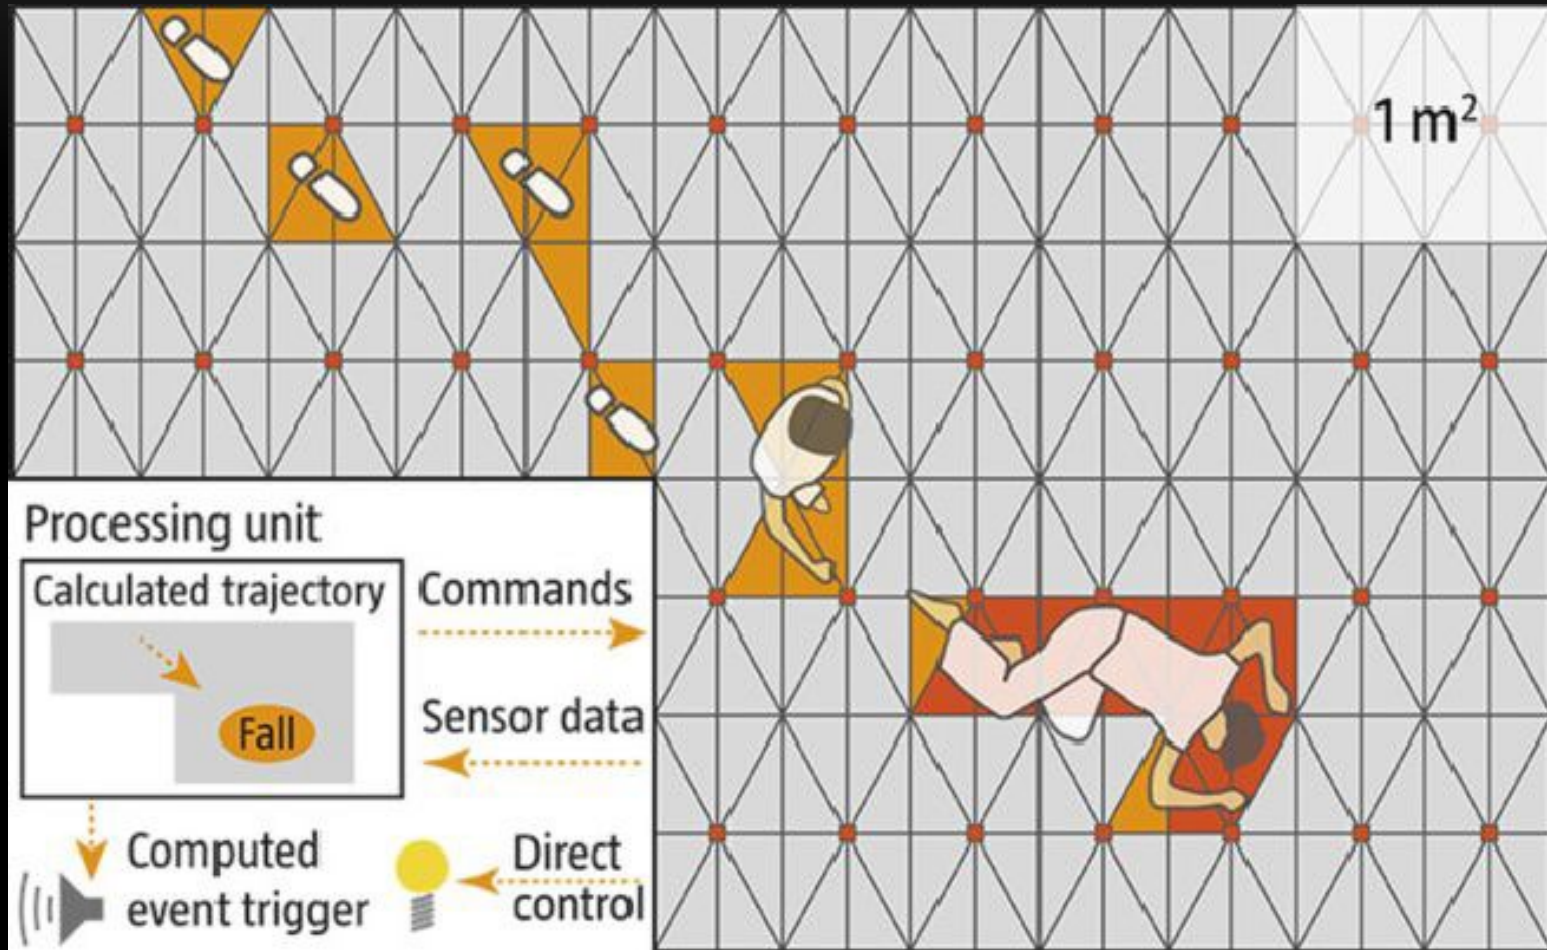 1 m²
Processing unit
Calculated trajectory
Fall
Commands
Sensor data
Computed
event trigger
Direct
control